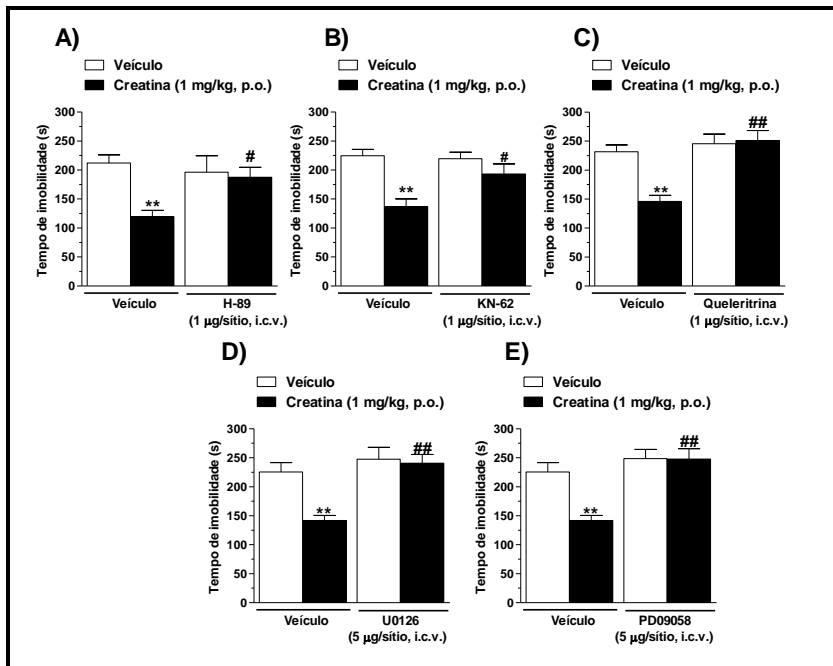 A)
Veículo
Creatina (1 mg/kg, p.o.)
Tempo de imobilidade (s)
300
250
200
150
100
50
0
**
#
Veículo
H-89
(1 µg/sítio, i.c.v.)
B)
Veículo
Creatina (1 mg/kg, p.o.)
Tempo de imobilidade (s)
300
250
200
150
100
50
0
**
#
Veículo
KN-62
(1 µg/sítio, i.c.v.)
C)
Veículo
Creatina (1 mg/kg, p.o.)
Tempo de imobilidade (s)
300
250
200
150
100
50
0
**
##
Veículo
Queleritrina
(1 µg/sítio, i.c.v.)
D)
Veículo
Creatina (1 mg/kg, p.o.)
Tempo de imobilidade (s)
300
250
200
150
100
50
0
**
##
Veículo
U0126
(5 µg/sítio, i.c.v.)
E)
Veículo
Creatina (1 mg/kg, p.o.)
Tempo de imobilidade (s)
300
250
200
150
100
50
0
**
##
Veículo
PD09058
(5 µg/sítio, i.c.v.)